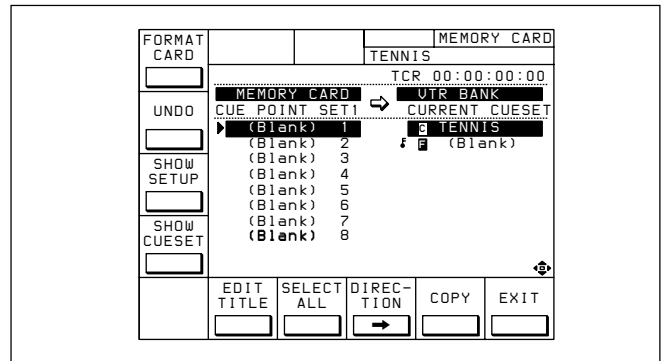 FORMAT
CARD
MEMORY CARD
TENNIS
TCR 00:00:00:00
MEMORY CARD
VTR BANK
CUE POINT SET1
CURRENT CUESET
(Blank) 1
C TENNIS
(Blank) 2
F (Blank)
(Blank) 3
(Blank) 4
(Blank) 5
(Blank) 6
(Blank) 7
(Blank) 8
UNDO
SHOW
SETUP
SHOW
CUESET
EDIT
TITLE
SELECT
ALL
DIREC-
TION
COPY
EXIT